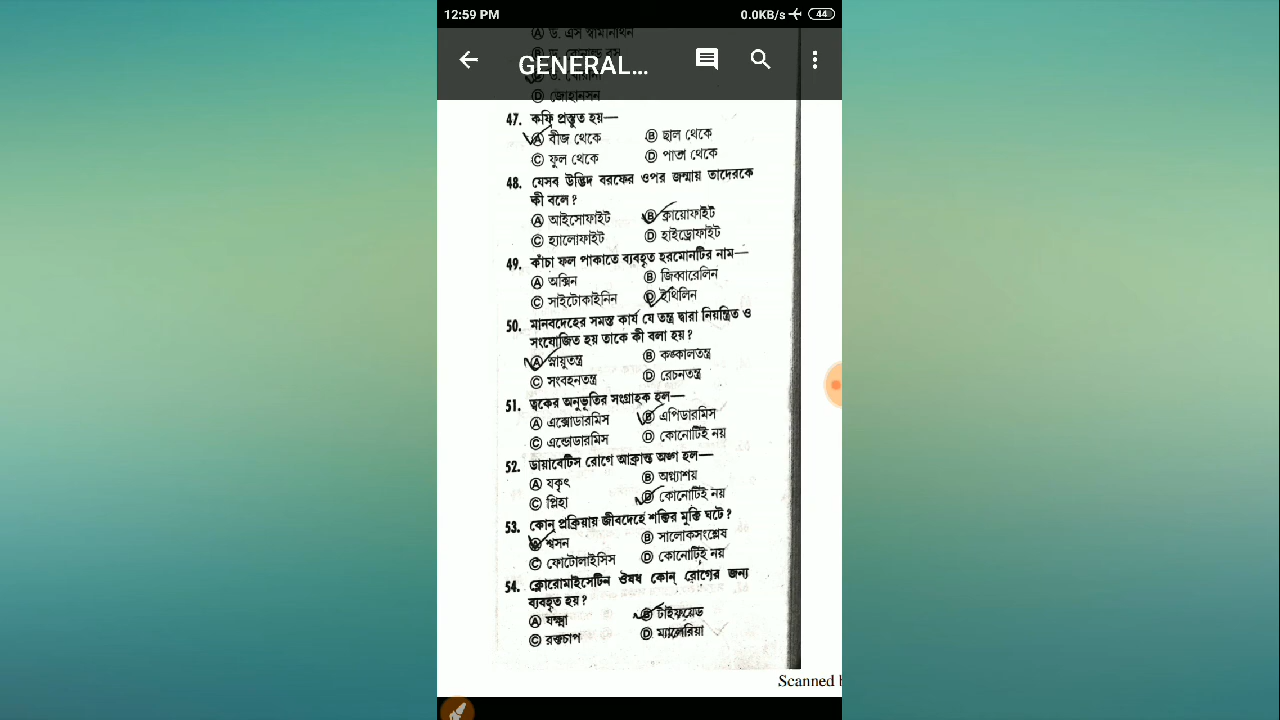 12:59 PM 0.0KB/s 44
Ⓐ ড. এস স্বামীনাথন
GENERAL...
Ⓓ জোহানসন
47. কফি প্রস্তুত হয়—
Ⓐ বীজ থেকে Ⓑ ছাল থেকে
Ⓒ ফুল থেকে Ⓓ পাতা থেকে
48. যেসব উদ্ভিদ বরফের ওপর জন্মায় তাদেরকে
কী বলে?
Ⓐ আইসোফাইট Ⓑ ক্রায়োফাইট
Ⓒ হ্যালোফাইট Ⓓ হাইড্রোফাইট
49. কাঁচা ফল পাকাতে ব্যবহৃত হরমোনটির নাম—
Ⓐ অক্সিন Ⓑ জিব্বারেলিন
Ⓒ সাইটোকাইনিন Ⓓ ইথিলিন
50. মানবদেহের সমস্ত কার্য যে তন্ত্র দ্বারা নিয়ন্ত্রিত ও
সংযোজিত হয় তাকে কী বলা হয়?
Ⓐ স্নায়ুতন্ত্র Ⓑ কঙ্কালতন্ত্র
Ⓒ সংবহনতন্ত্র Ⓓ রেচনতন্ত্র
51. ত্বকের অনুভূতির সংগ্রাহক হল—
Ⓐ এক্সোডারমিস Ⓑ এপিডারমিস
Ⓒ এন্ডোডারমিস Ⓓ কোনোটিই নয়
52. ডায়াবেটিস রোগে আক্রান্ত অঙ্গ হল—
Ⓐ যকৃৎ Ⓑ অগ্ন্যাশয়
Ⓒ প্লিহা Ⓓ কোনোটিই নয়
53. কোন্ প্রক্রিয়ায় জীবদেহে শক্তির মুক্তি ঘটে?
Ⓐ শ্বসন Ⓑ সালোকসংশ্লেষ
Ⓒ ফোটোলাইসিস Ⓓ কোনোটিই নয়
54. ক্লোরোমাইসেটিন ঔষধ কোন্ রোগের জন্য
ব্যবহৃত হয়?
Ⓐ যক্ষ্মা Ⓑ টাইফয়েড
Ⓒ রক্তচাপ Ⓓ ম্যালেরিয়া
Scanned